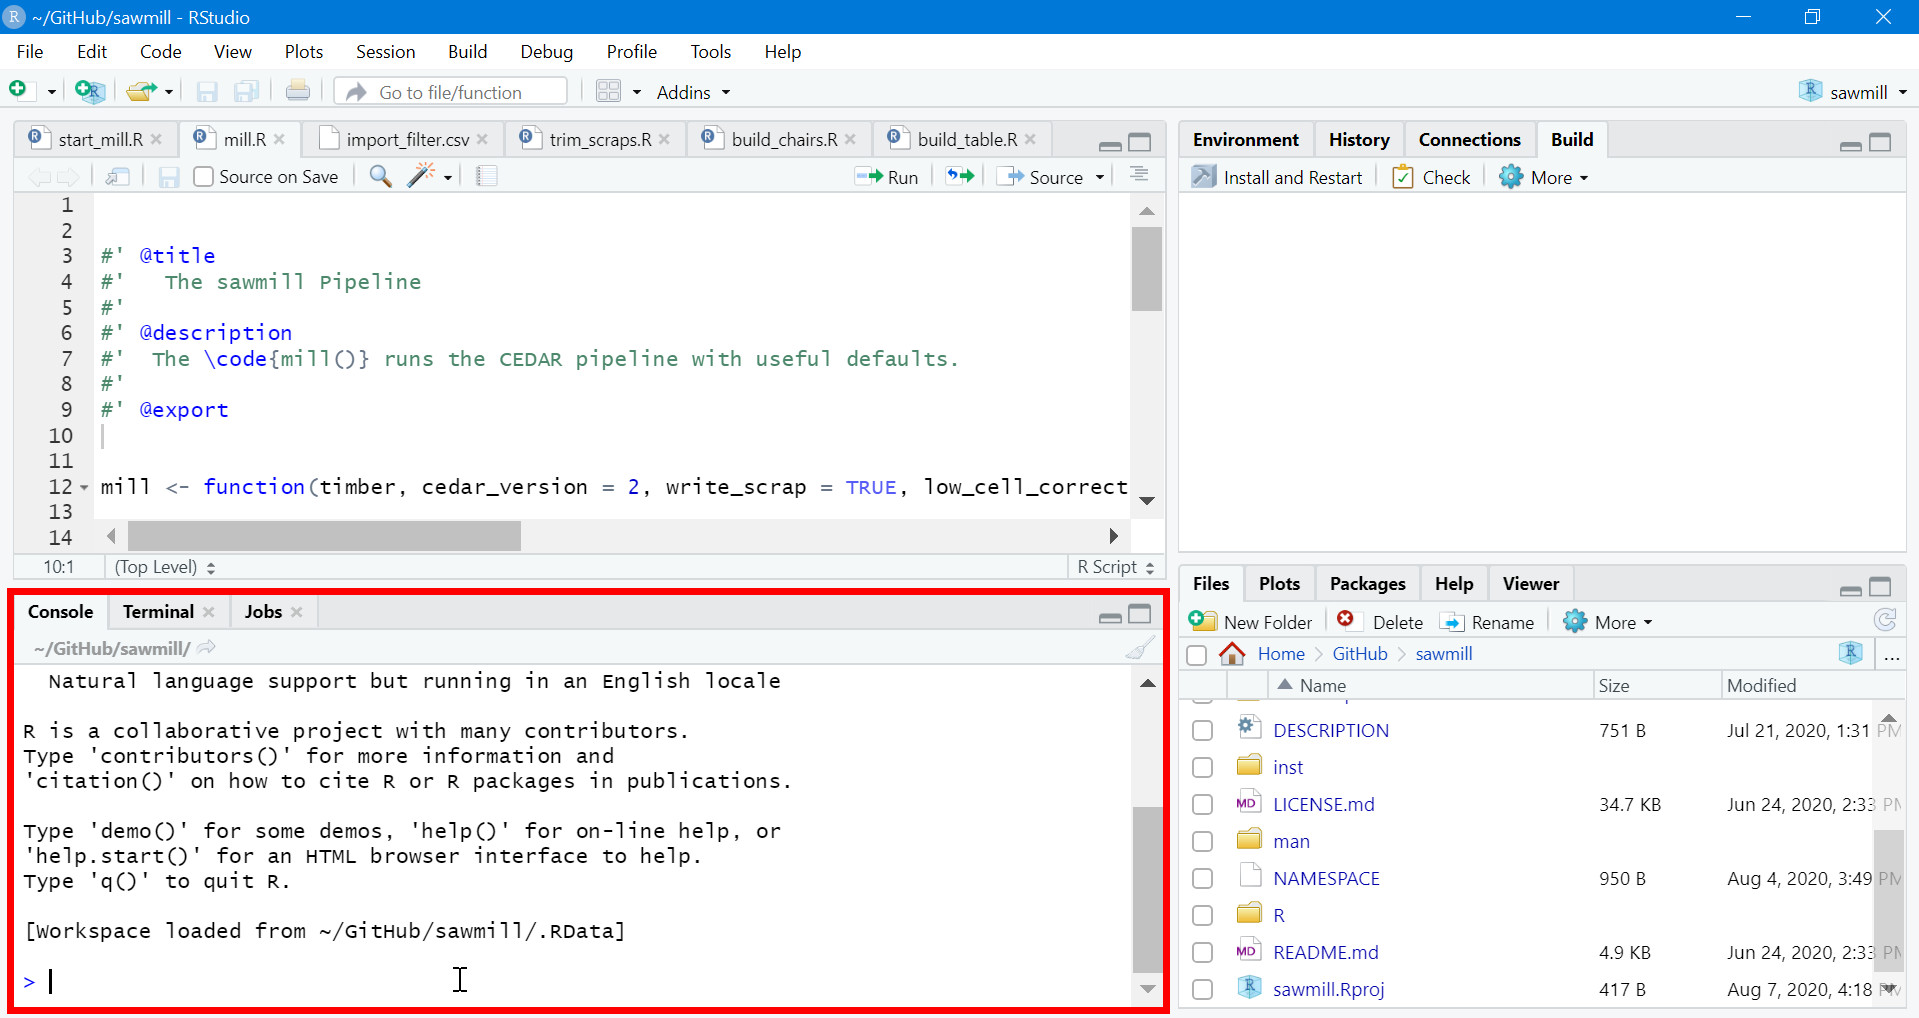 ~/GitHub/sawmill - RStudio
File Edit Code View Plots Session Build Debug Profile Tools Help
Go to file/function Addins sawmill
start_mill.R mill.R import_filter.csv trim_scraps.R build_chairs.R build_table.R
Source on Save Run Source
1
2
3 #' @title
4 #'   The sawmill Pipeline
5 #'
6 #' @description
7 #'  The \code{mill()} runs the CEDAR pipeline with useful defaults.
8 #'
9 #' @export
10
11
12 mill <- function(timber, cedar_version = 2, write_scrap = TRUE, low_cell_correct
13
14
10:1 (Top Level) R Script
Console Terminal Jobs
~/GitHub/sawmill/
Natural language support but running in an English locale
R is a collaborative project with many contributors.
Type 'contributors()' for more information and
'citation()' on how to cite R or R packages in publications.
Type 'demo()' for some demos, 'help()' for on-line help, or
'help.start()' for an HTML browser interface to help.
Type 'q()' to quit R.
[Workspace loaded from ~/GitHub/sawmill/.RData]
>
Environment History Connections Build
Install and Restart Check More
Files Plots Packages Help Viewer
New Folder Delete Rename More
Home GitHub sawmill ...
Name Size Modified
DESCRIPTION 751 B Jul 21, 2020, 1:31 PM
inst
LICENSE.md 34.7 KB Jun 24, 2020, 2:33 PM
man
NAMESPACE 950 B Aug 4, 2020, 3:49 PM
R
README.md 4.9 KB Jun 24, 2020, 2:33 PM
sawmill.Rproj 417 B Aug 7, 2020, 4:18 PM